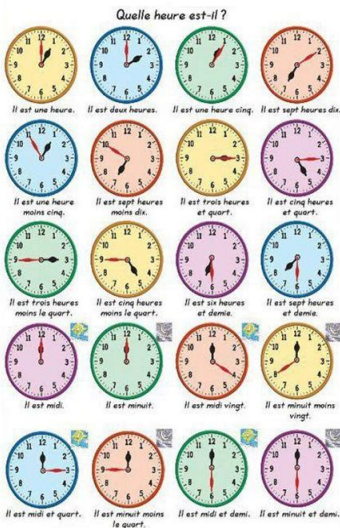 Quelle heure est-il ?
Il est une heure.
Il est deux heures.
Il est une heure cinq.
Il est sept heures dix.
Il est une heure
moins cinq.
Il est sept heures
moins dix.
Il est trois heures
et quart.
Il est cinq heures
et quart.
Il est trois heures
moins le quart.
Il est cinq heures
moins le quart.
Il est six heures
et demie.
Il est sept heures
et demie.
Il est midi.
Il est minuit.
Il est midi vingt.
Il est minuit moins
vingt.
Il est midi et quart.
Il est minuit moins
le quart.
Il est midi et demi.
Il est minuit et demi.